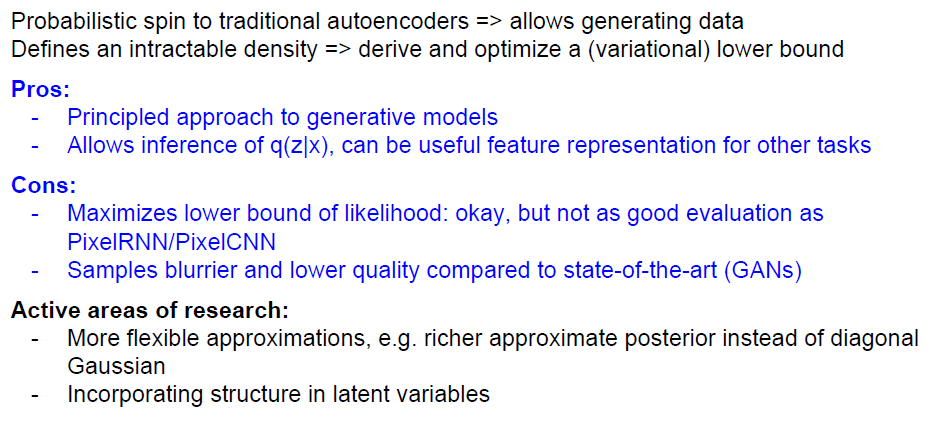 Probabilistic spin to traditional autoencoders => allows generating data
Defines an intractable density => derive and optimize a (variational) lower bound
Pros:
- Principled approach to generative models
- Allows inference of q(z|x), can be useful feature representation for other tasks
Cons:
- Maximizes lower bound of likelihood: okay, but not as good evaluation as
PixelRNN/PixelCNN
- Samples blurrier and lower quality compared to state-of-the-art (GANs)
Active areas of research:
- More flexible approximations, e.g. richer approximate posterior instead of diagonal
Gaussian
- Incorporating structure in latent variables